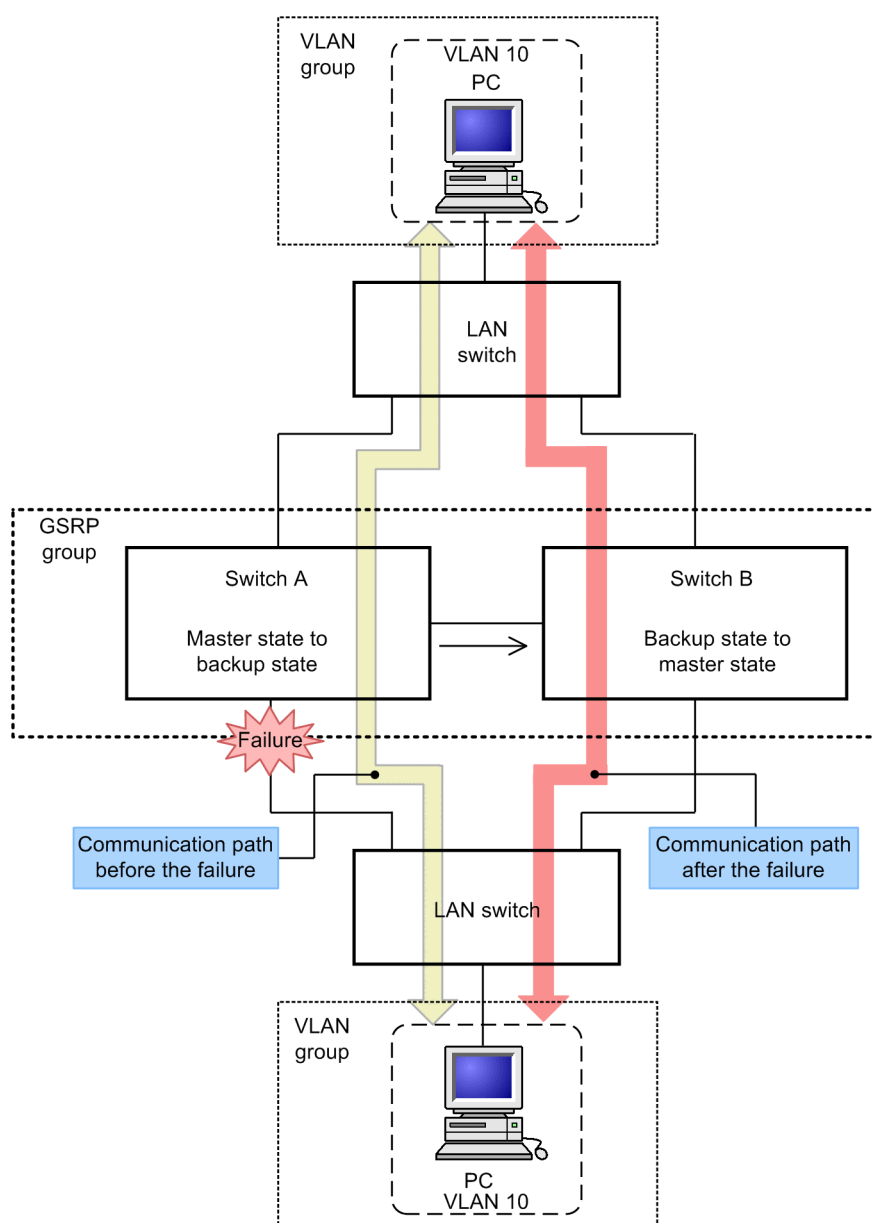 VLAN
group
VLAN 10
PC
LAN
switch
GSRP
group
Switch A
Master state to
backup state
Switch B
Backup state to
master state
Failure
Communication path
before the failure
Communication path
after the failure
LAN switch
VLAN
group
PC
VLAN 10